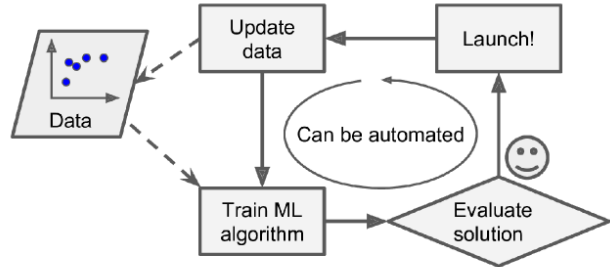 Update
data
Launch!
Data
Can be automated
Train ML
algorithm
Evaluate
solution